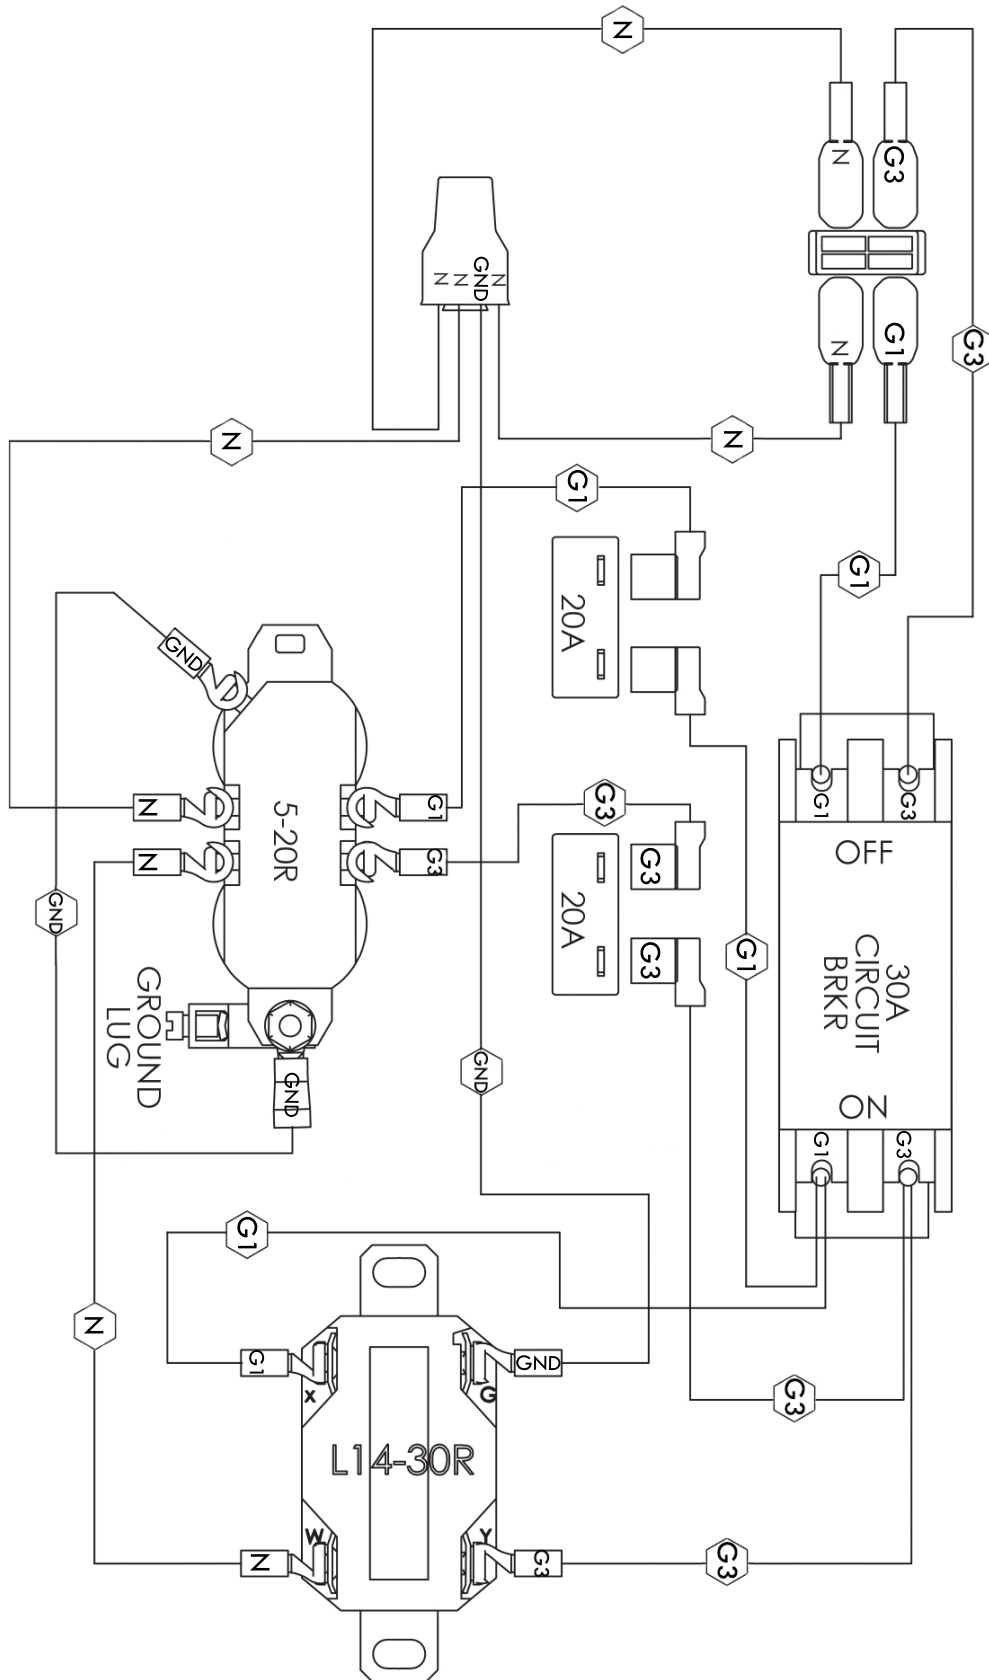 N
N
G3
N
N
GND
N
N
G1
G3
N
N
G1
G1
20A
GND
G1
G3
OFF
N
G1
5-20R
G3
G3
N
G3
20A
G3
GND
G1
30A
CIRCUIT
BRKR
GROUND
LUG
GND
GND
ON
G1
G3
G1
N
G1
X
GND
G
G3
L14-30R
W
Y
N
G3
G3